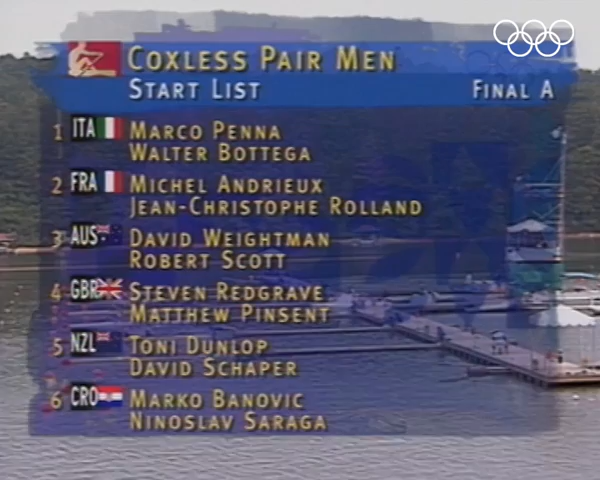 COXLESS PAIR MEN
START LIST FINAL A
1 ITA MARCO PENNA
WALTER BOTTEGA
2 FRA MICHEL ANDRIEUX
JEAN-CHRISTOPHE ROLLAND
3 AUS DAVID WEIGHTMAN
ROBERT SCOTT
4 GBR STEVEN REDGRAVE
MATTHEW PINSENT
5 NZL TONI DUNLOP
DAVID SCHAPER
6 CRO MARKO BANOVIC
NINOSLAV SARAGA